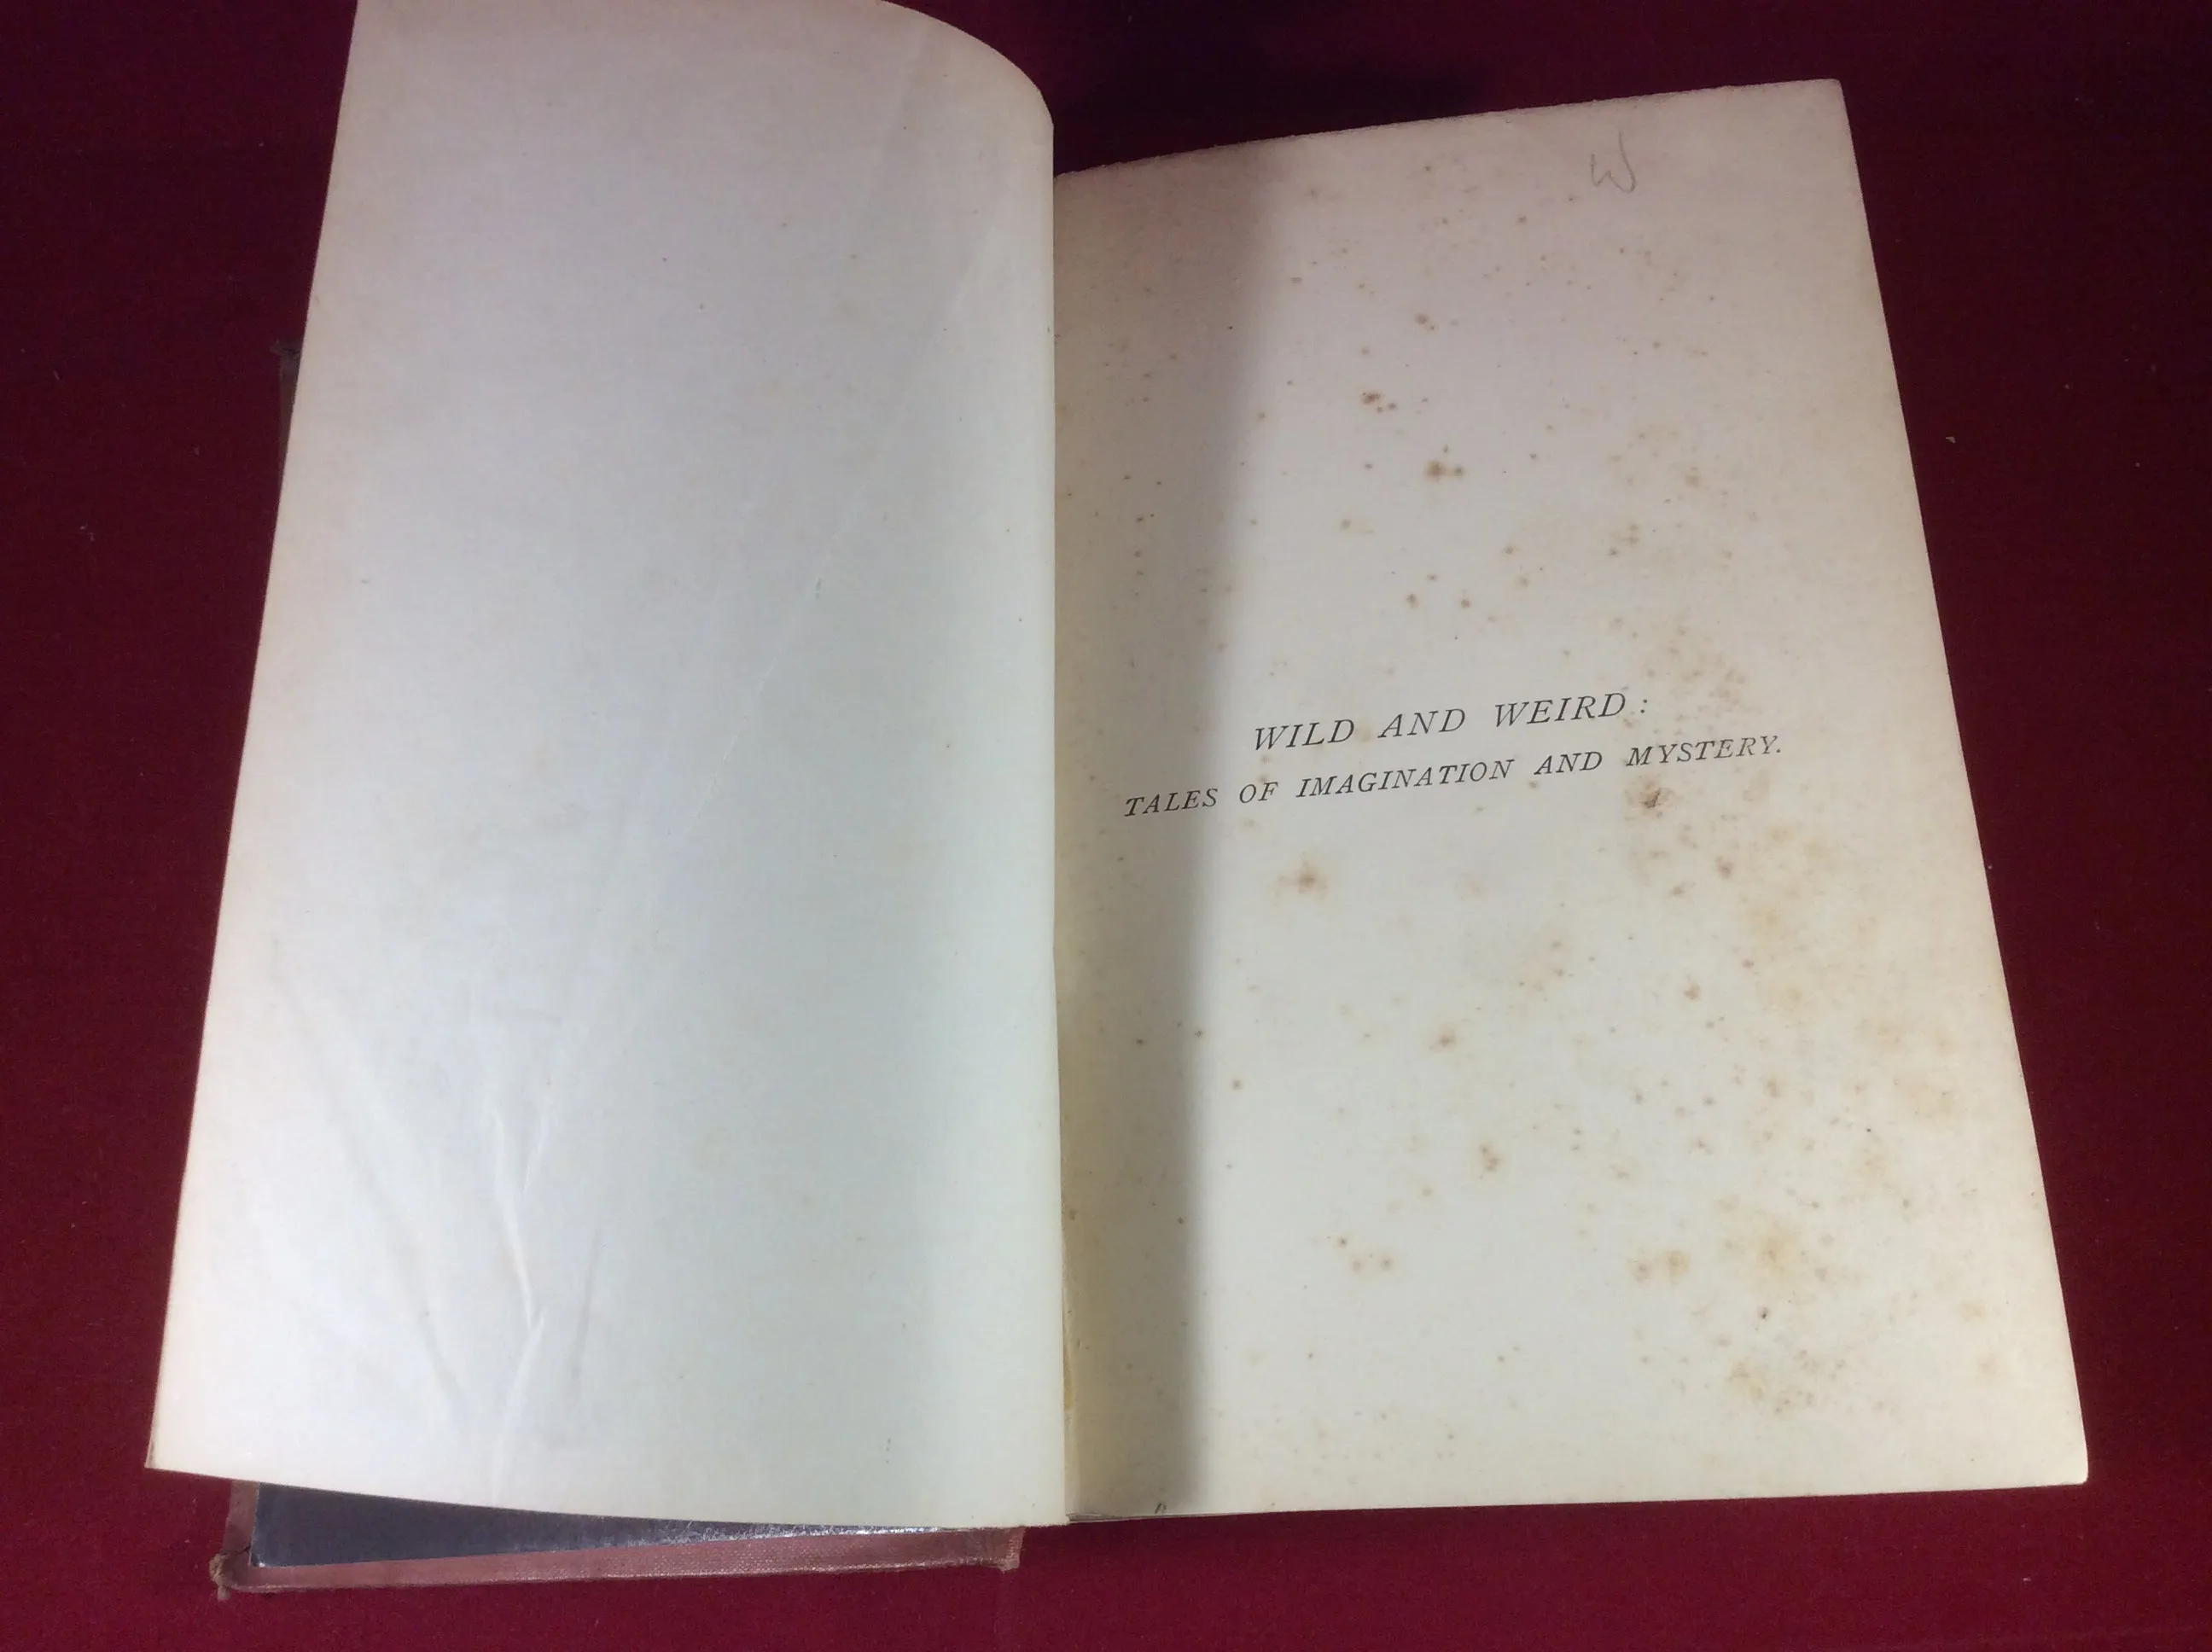 W
WILD AND WEIRD:
TALES OF IMAGINATION AND MYSTERY.